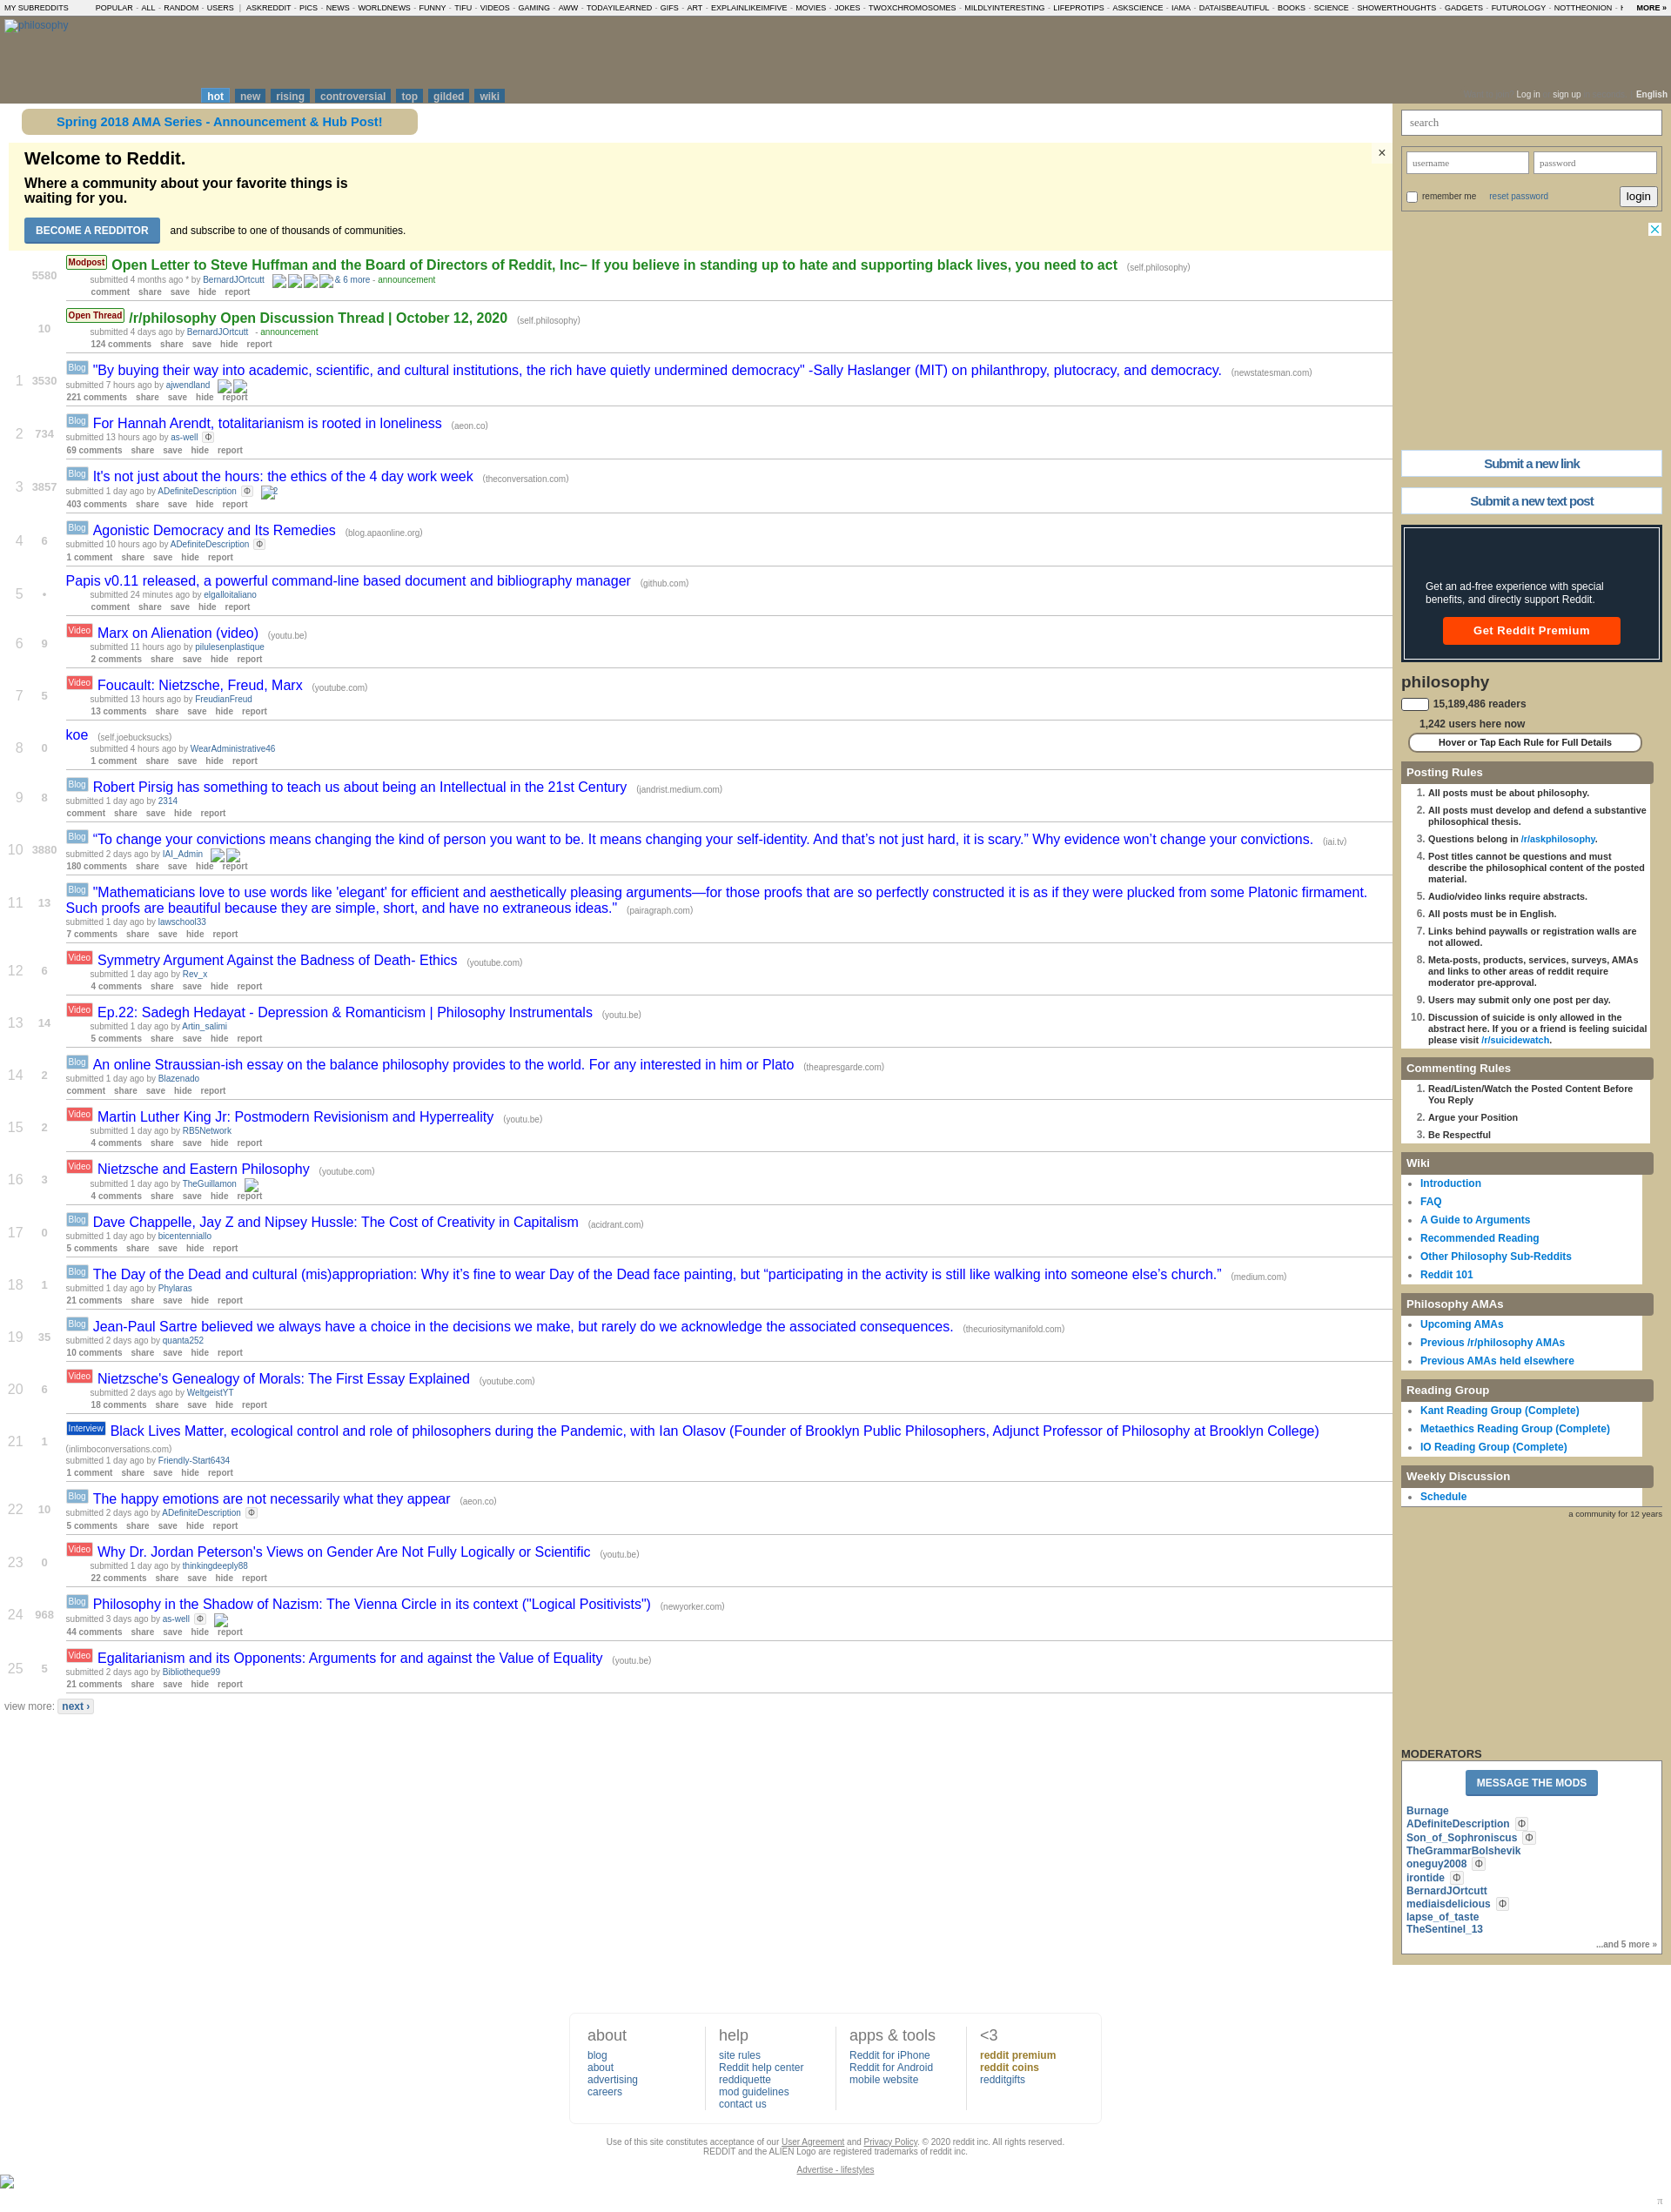 MY SUBREDDITS POPULAR - ALL - RANDOM - USERS | ASKREDDIT - PICS - NEWS - WORLDNEWS - FUNNY - TIFU - VIDEOS - GAMING - AWW - TODAYILEARNED - GIFS - ART - EXPLAINLIKEIMFIVE - MOVIES - JOKES - TWOXCHROMOSOMES - MILDLYINTERESTING - LIFEPROTIPS - ASKSCIENCE - IAMA - DATAISBEAUTIFUL - BOOKS - SCIENCE - SHOWERTHOUGHTS - GADGETS - FUTUROLOGY - NOTTHEONION - MORE »
philosophy
hot new rising controversial top gilded wiki
Log in sign up English
Spring 2018 AMA Series - Announcement & Hub Post!
Welcome to Reddit.
×
Where a community about your favorite things is
waiting for you.
BECOME A REDDITOR and subscribe to one of thousands of communities.
5580
Modpost Open Letter to Steve Huffman and the Board of Directors of Reddit, Inc– If you believe in standing up to hate and supporting black lives, you need to act (self.philosophy)
submitted 4 months ago * by BernardJOrtcutt & 6 more - announcement
comment share save hide report
10
Open Thread /r/philosophy Open Discussion Thread | October 12, 2020 (self.philosophy)
submitted 4 days ago by BernardJOrtcutt - announcement
124 comments share save hide report
1 3530
Blog "By buying their way into academic, scientific, and cultural institutions, the rich have quietly undermined democracy" -Sally Haslanger (MIT) on philanthropy, plutocracy, and democracy. (newstatesman.com)
submitted 7 hours ago by ajwendland
221 comments share save hide report
2 734
Blog For Hannah Arendt, totalitarianism is rooted in loneliness (aeon.co)
submitted 13 hours ago by as-well Φ
69 comments share save hide report
3 3857
Blog It's not just about the hours: the ethics of the 4 day work week (theconversation.com)
submitted 1 day ago by ADefiniteDescription Φ 2
403 comments share save hide report
4 6
Blog Agonistic Democracy and Its Remedies (blog.apaonline.org)
submitted 10 hours ago by ADefiniteDescription Φ
1 comment share save hide report
5 •
Papis v0.11 released, a powerful command-line based document and bibliography manager (github.com)
submitted 24 minutes ago by elgalloitaliano
comment share save hide report
6 9
Video Marx on Alienation (video) (youtu.be)
submitted 11 hours ago by pilulesenplastique
2 comments share save hide report
7 5
Video Foucault: Nietzsche, Freud, Marx (youtube.com)
submitted 13 hours ago by FreudianFreud
13 comments share save hide report
8 0
koe (self.joebucksucks)
submitted 4 hours ago by WearAdministrative46
1 comment share save hide report
9 8
Blog Robert Pirsig has something to teach us about being an Intellectual in the 21st Century (jandrist.medium.com)
submitted 1 day ago by 2314
comment share save hide report
10 3880
Blog “To change your convictions means changing the kind of person you want to be. It means changing your self-identity. And that’s not just hard, it is scary.” Why evidence won’t change your convictions. (iai.tv)
submitted 2 days ago by IAI_Admin
180 comments share save hide report
11 13
Blog "Mathematicians love to use words like 'elegant' for efficient and aesthetically pleasing arguments—for those proofs that are so perfectly constructed it is as if they were plucked from some Platonic firmament.
Such proofs are beautiful because they are simple, short, and have no extraneous ideas." (pairagraph.com)
submitted 1 day ago by lawschool33
7 comments share save hide report
12 6
Video Symmetry Argument Against the Badness of Death- Ethics (youtube.com)
submitted 1 day ago by Rev_x
4 comments share save hide report
13 14
Video Ep.22: Sadegh Hedayat - Depression & Romanticism | Philosophy Instrumentals (youtu.be)
submitted 1 day ago by Artin_salimi
5 comments share save hide report
14 2
Blog An online Straussian-ish essay on the balance philosophy provides to the world. For any interested in him or Plato (theapresgarde.com)
submitted 1 day ago by Blazenado
comment share save hide report
15 2
Video Martin Luther King Jr: Postmodern Revisionism and Hyperreality (youtu.be)
submitted 1 day ago by RB5Network
4 comments share save hide report
16 3
Video Nietzsche and Eastern Philosophy (youtube.com)
submitted 1 day ago by TheGuillamon
4 comments share save hide report
17 0
Blog Dave Chappelle, Jay Z and Nipsey Hussle: The Cost of Creativity in Capitalism (acidrant.com)
submitted 1 day ago by bicentenniallo
5 comments share save hide report
18 1
Blog The Day of the Dead and cultural (mis)appropriation: Why it’s fine to wear Day of the Dead face painting, but “participating in the activity is still like walking into someone else’s church.” (medium.com)
submitted 1 day ago by Phylaras
21 comments share save hide report
19 35
Blog Jean-Paul Sartre believed we always have a choice in the decisions we make, but rarely do we acknowledge the associated consequences. (thecuriositymanifold.com)
submitted 2 days ago by quanta252
10 comments share save hide report
20 6
Video Nietzsche's Genealogy of Morals: The First Essay Explained (youtube.com)
submitted 2 days ago by WeltgeistYT
18 comments share save hide report
21 1
Interview Black Lives Matter, ecological control and role of philosophers during the Pandemic, with Ian Olasov (Founder of Brooklyn Public Philosophers, Adjunct Professor of Philosophy at Brooklyn College)
(inlimboconversations.com)
submitted 1 day ago by Friendly-Start6434
1 comment share save hide report
22 10
Blog The happy emotions are not necessarily what they appear (aeon.co)
submitted 2 days ago by ADefiniteDescription Φ
5 comments share save hide report
23 0
Video Why Dr. Jordan Peterson's Views on Gender Are Not Fully Logically or Scientific (youtu.be)
submitted 1 day ago by thinkingdeeply88
22 comments share save hide report
24 968
Blog Philosophy in the Shadow of Nazism: The Vienna Circle in its context ("Logical Positivists") (newyorker.com)
submitted 3 days ago by as-well Φ
44 comments share save hide report
25 5
Video Egalitarianism and its Opponents: Arguments for and against the Value of Equality (youtu.be)
submitted 2 days ago by Bibliotheque99
21 comments share save hide report
view more: next ›
search
username password
remember me reset password login
Submit a new link
Submit a new text post
Get an ad-free experience with special
benefits, and directly support Reddit.
Get Reddit Premium
philosophy
15,189,486 readers
1,242 users here now
Hover or Tap Each Rule for Full Details
Posting Rules
1. All posts must be about philosophy.
2. All posts must develop and defend a substantive
philosophical thesis.
3. Questions belong in /r/askphilosophy.
4. Post titles cannot be questions and must
describe the philosophical content of the posted
material.
5. Audio/video links require abstracts.
6. All posts must be in English.
7. Links behind paywalls or registration walls are
not allowed.
8. Meta-posts, products, services, surveys, AMAs
and links to other areas of reddit require
moderator pre-approval.
9. Users may submit only one post per day.
10. Discussion of suicide is only allowed in the
abstract here. If you or a friend is feeling suicidal
please visit /r/suicidewatch.
Commenting Rules
1. Read/Listen/Watch the Posted Content Before
You Reply
2. Argue your Position
3. Be Respectful
Wiki
• Introduction
• FAQ
• A Guide to Arguments
• Recommended Reading
• Other Philosophy Sub-Reddits
• Reddit 101
Philosophy AMAs
• Upcoming AMAs
• Previous /r/philosophy AMAs
• Previous AMAs held elsewhere
Reading Group
• Kant Reading Group (Complete)
• Metaethics Reading Group (Complete)
• IO Reading Group (Complete)
Weekly Discussion
• Schedule
a community for 12 years
MODERATORS
MESSAGE THE MODS
Burnage
ADefiniteDescription Φ
Son_of_Sophroniscus Φ
TheGrammarBolshevik
oneguy2008 Φ
irontide Φ
BernardJOrtcutt
mediaisdelicious Φ
lapse_of_taste
TheSentinel_13
...and 5 more »
about
blog
about
advertising
careers
help
site rules
Reddit help center
reddiquette
mod guidelines
contact us
apps & tools
Reddit for iPhone
Reddit for Android
mobile website
<3
reddit premium
reddit coins
redditgifts
Use of this site constitutes acceptance of our User Agreement and Privacy Policy. © 2020 reddit inc. All rights reserved.
REDDIT and the ALIEN Logo are registered trademarks of reddit inc.
Advertise - lifestyles
π